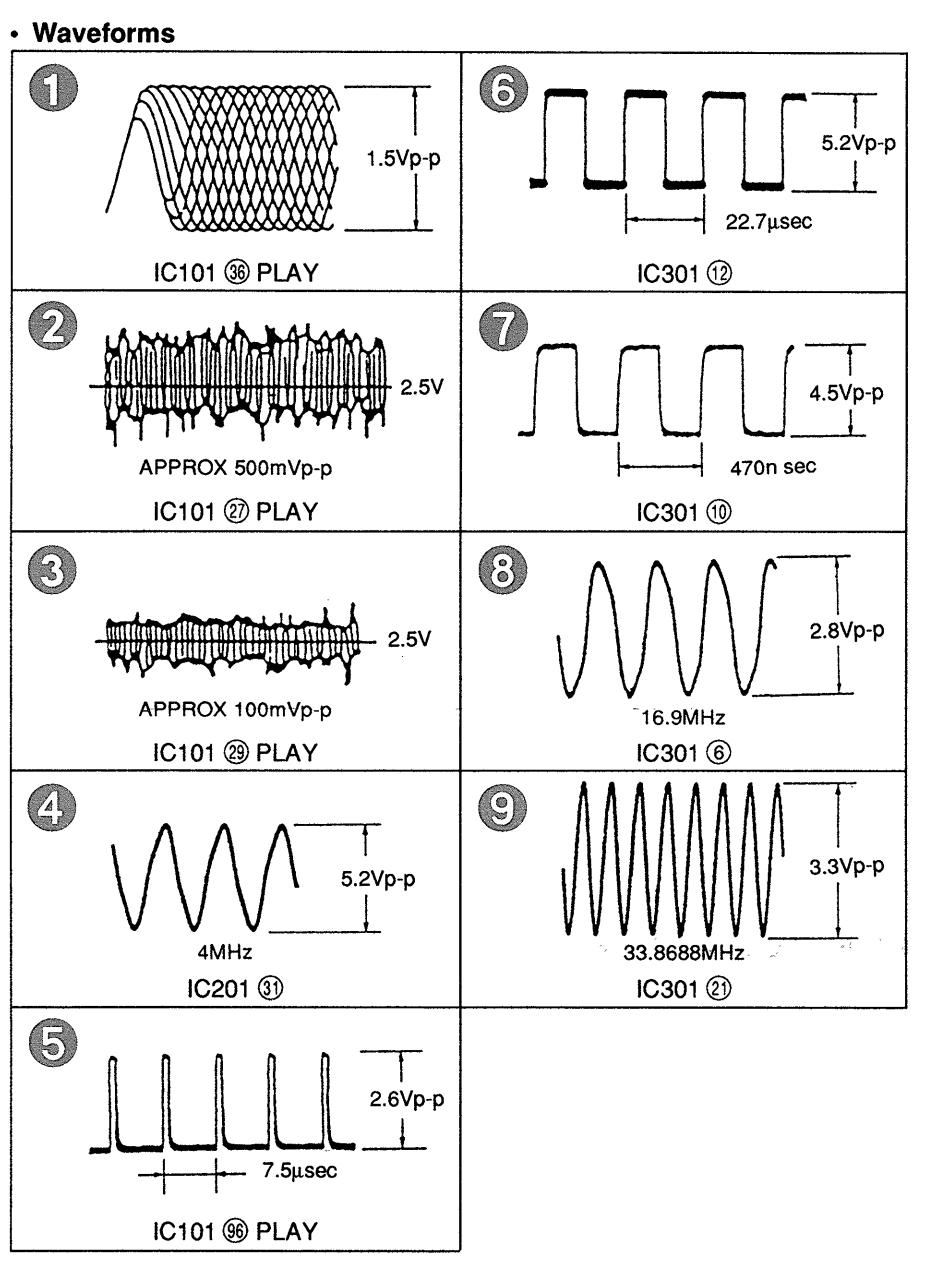 • Waveforms
1
1.5Vp-p
IC101 ㊱ PLAY
2
2.5V
APPROX 500mVp-p
IC101 ㉗ PLAY
3
2.5V
APPROX 100mVp-p
IC101 ㉙ PLAY
4
5.2Vp-p
4MHz
IC201 ㉛
5
2.6Vp-p
7.5μsec
IC101 (96) PLAY
6
5.2Vp-p
22.7μsec
IC301 ⑫
7
4.5Vp-p
470n sec
IC301 ⑩
8
2.8Vp-p
16.9MHz
IC301 ⑥
9
3.3Vp-p
33.8688MHz
IC301 ㉑